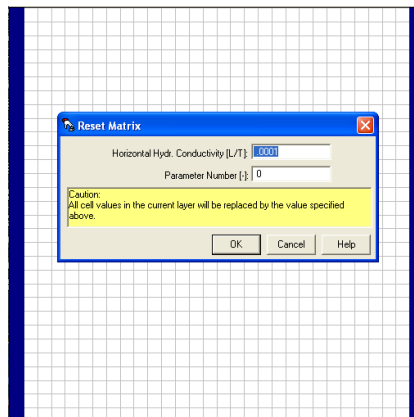 Reset Matrix
Horizontal Hydr. Conductivity [L/T]: .0001
Parameter Number [-]: 0
Caution:
All cell values in the current layer will be replaced by the value specified
above.
OK Cancel Help